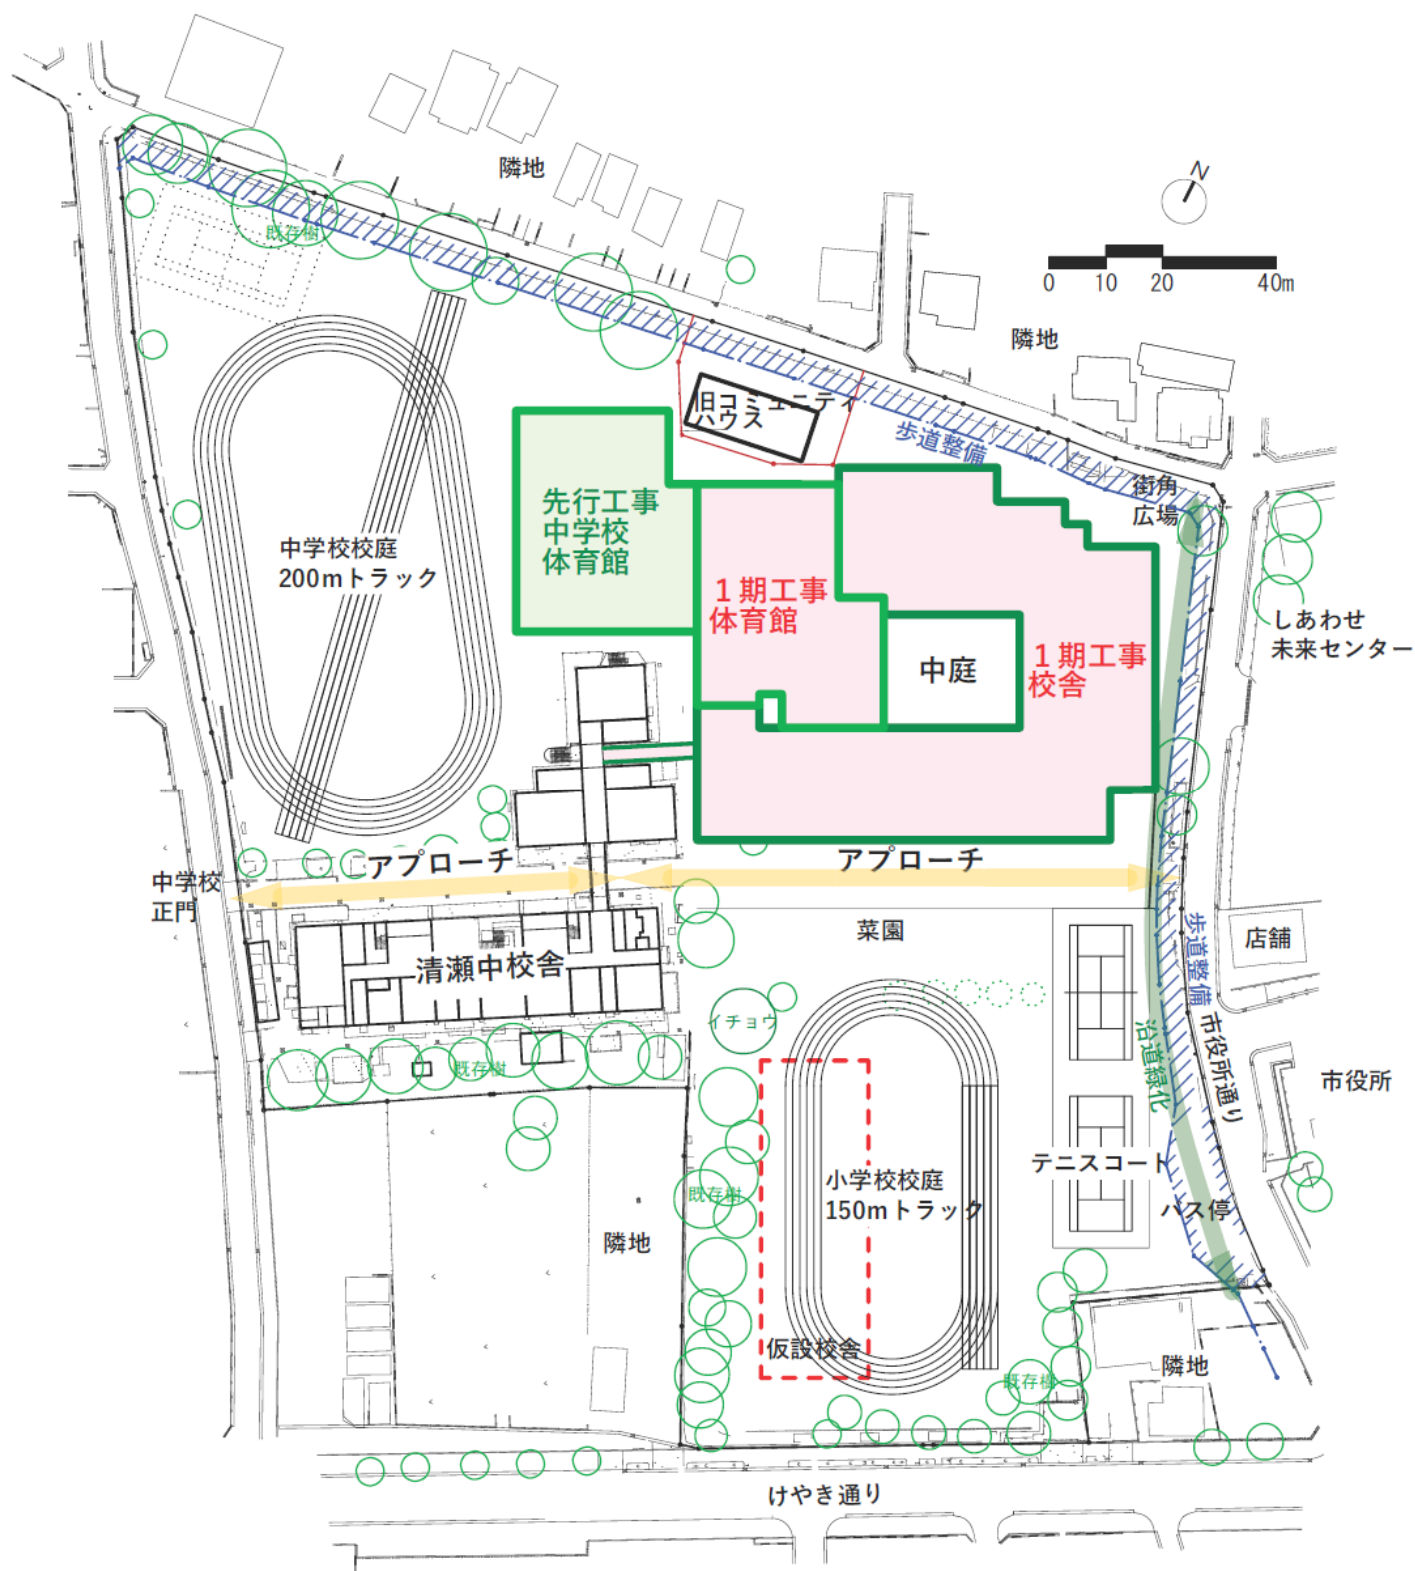 隣地
N
既存樹
0 10 20 40m
隣地
旧コミュニティ
ハウス
歩道整備
街角
広場
先行工事
中学校
体育館
中学校校庭
200mトラック
1期工事
体育館
しあわせ
未来センター
中庭
1期工事
校舎
アプローチ
アプローチ
中学校
正門
菜園
店舗
清瀬中校舎
歩道整備
イチョウ
市役所通り
沿道緑化
既存樹
市役所
テニスコート
小学校校庭
150mトラック
既存樹
バス停
隣地
仮設校舎
隣地
既存樹
けやき通り